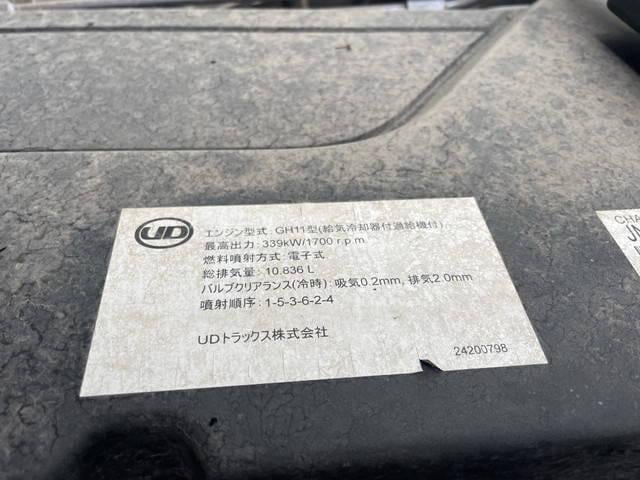 UD
エンジン型式：GH11型(給気冷却器付過給機付)
最高出力：339kW/1700 r.p.m
燃料噴射方式：電子式
総排気量：10.836 L
バルブクリアランス(冷時)：吸気0.2mm, 排気2.0mm
噴射順序：1-5-3-6-2-4
UDトラックス株式会社
24200798
CHA
JN